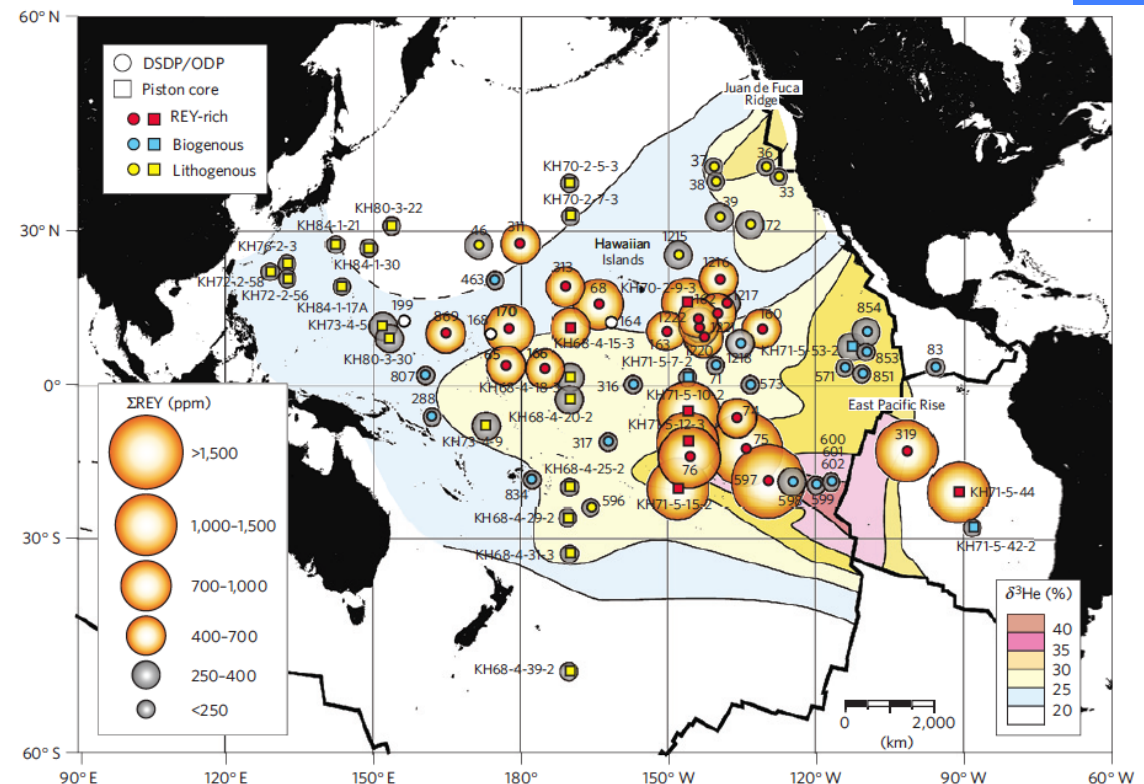 60° N
30° N
0°
30° S
60° S
90° E
120° E
150° E
180°
150° W
120° W
90° W
60° W
DSDP/ODP
Piston core
REY-rich
Biogenous
Lithogenous
Juan de Fuca
Ridge
KH70-2-5-3
KH70-2-7-3
37
36
38
33
39
172
KH80-3-22
KH84-1-21
KH76-2-3
KH84-1-30
KH72-2-58
KH72-2-56
KH84-1-17A
46
311
463
1215
Hawaiian
Islands
313
68
KH70-2-9-3
1216
162
1217
199
KH73-4-5
869
168
170
164
1222
1221
160
163
1220
KH68-4-15-3
KH80-3-30
65
166
KH71-5-7-2
1218
KH71-5-53-2
854
853
571
851
83
807
KH68-4-18-3
316
71
573
288
KH68-4-20-2
KH71-5-10-2
74
East Pacific Rise
KH73-4-9
317
KH71-5-12-3
75
600
601
602
319
76
KH68-4-25-2
834
596
597
598
599
KH71-5-44
KH71-5-15-2
KH68-4-29-2
KH71-5-42-2
KH68-4-31-3
KH68-4-39-2
ΣREY (ppm)
>1,500
1,000–1,500
700–1,000
400–700
250–400
<250
δ³He (%)
40
35
30
25
20
0
2,000
(km)